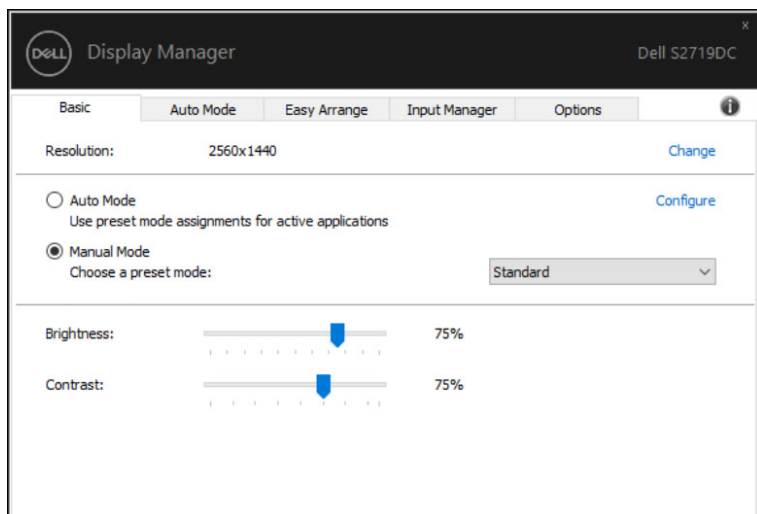 x
DELL Display Manager Dell S2719DC
Basic Auto Mode Easy Arrange Input Manager Options i
Resolution: 2560x1440 Change
Auto Mode Configure
Use preset mode assignments for active applications
Manual Mode
Choose a preset mode: Standard
Brightness: 75%
Contrast: 75%